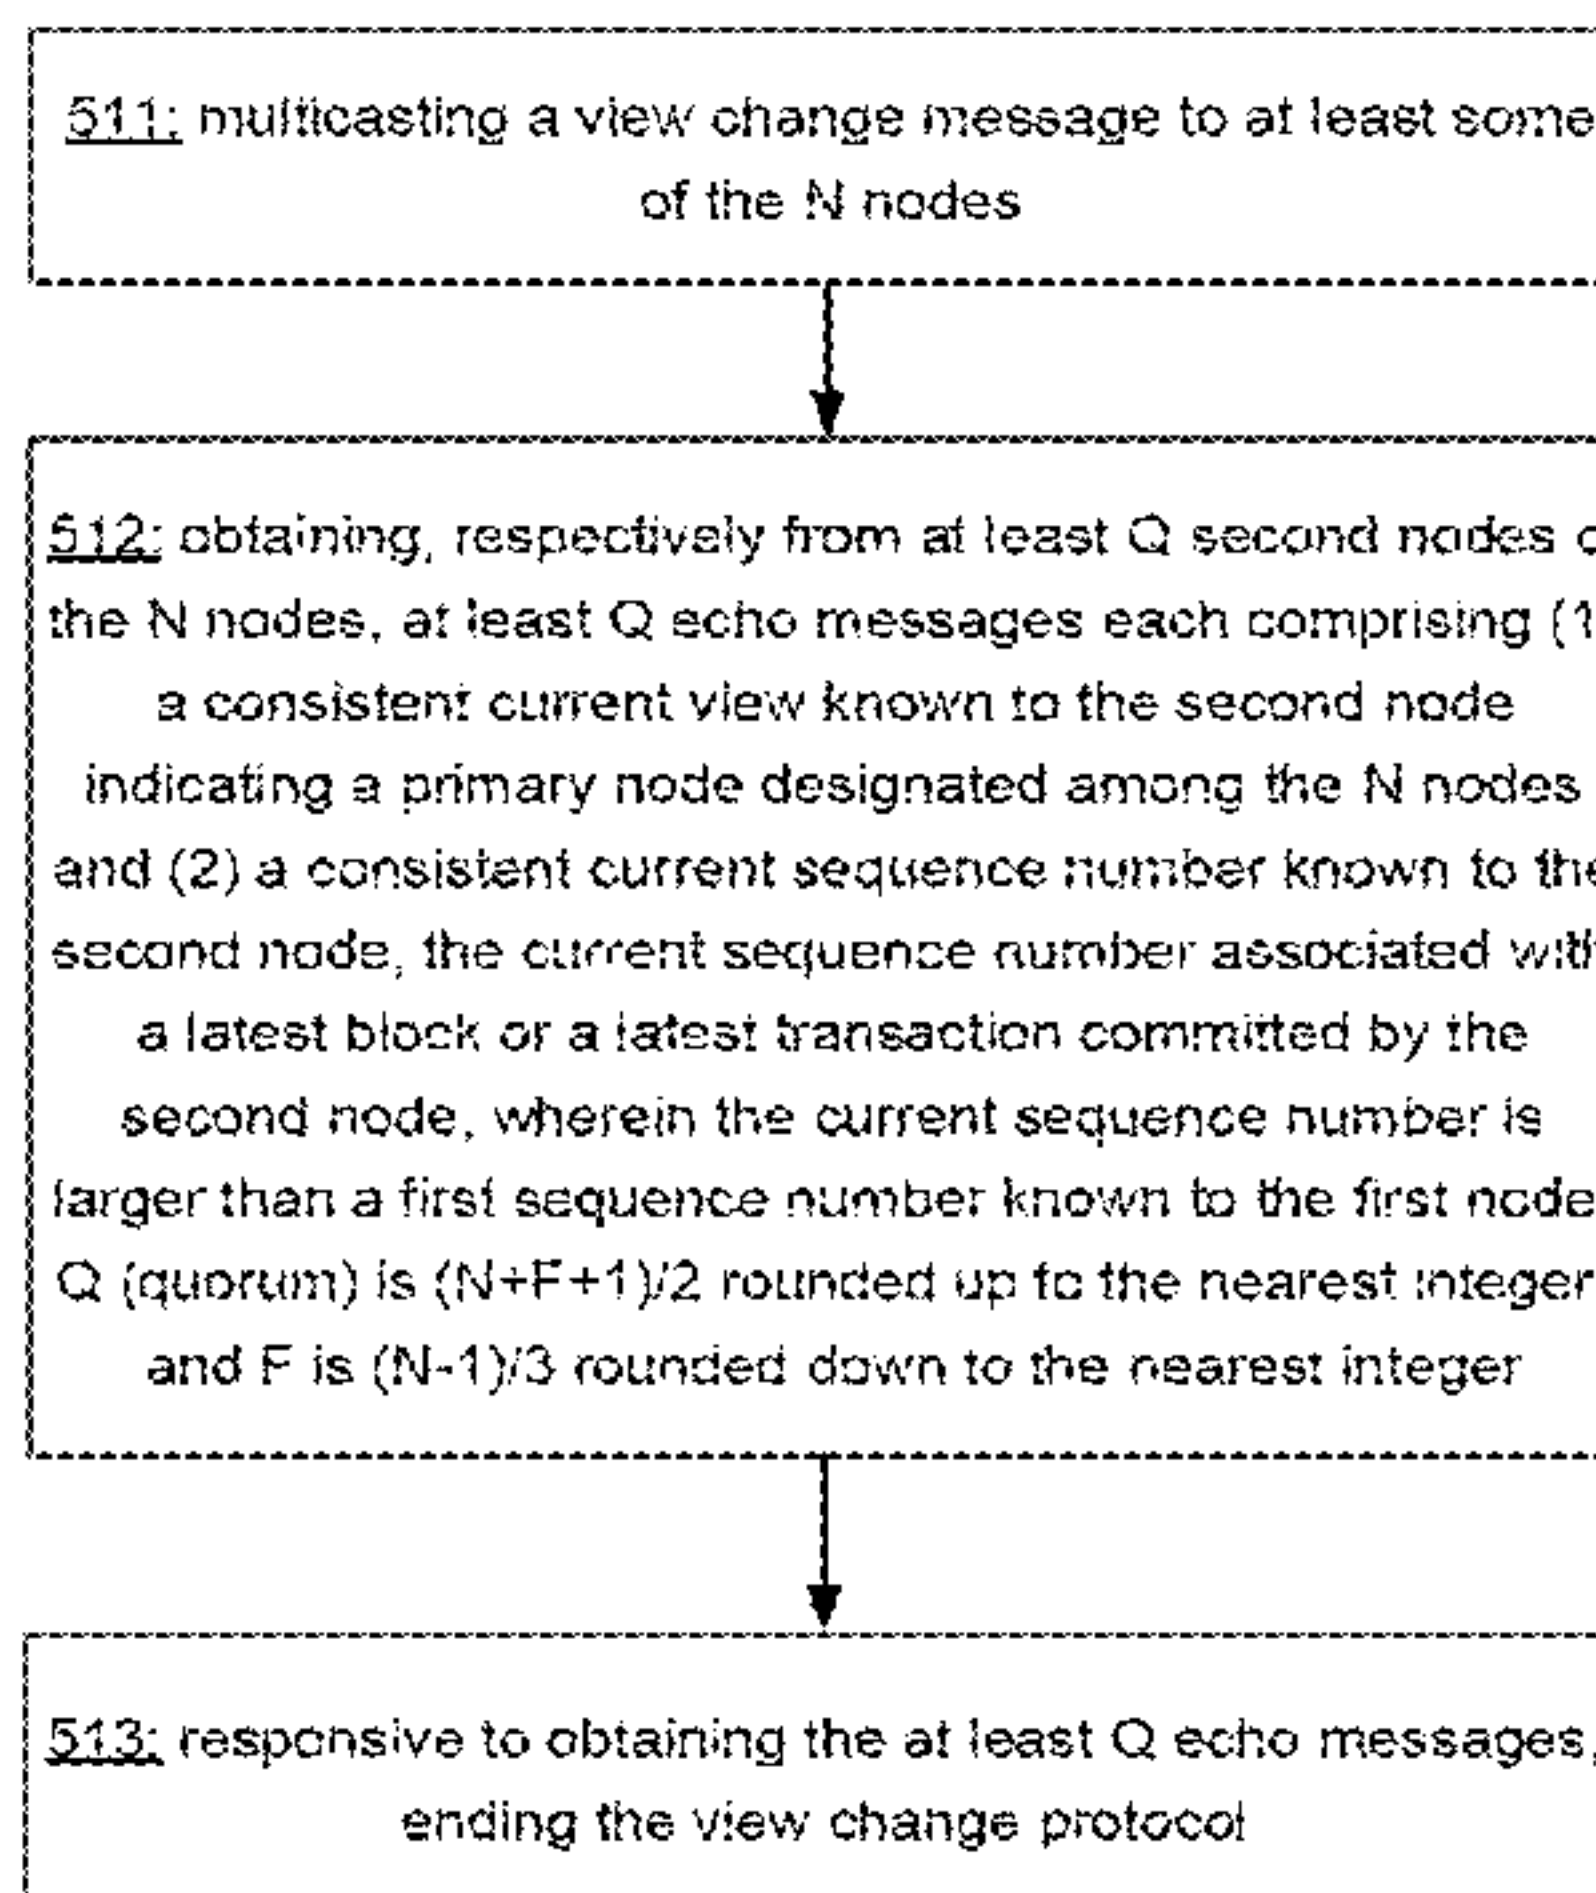 511: multicasting a view change message to at least some
of the N nodes
512: obtaining, respectively from at least Q second nodes
the N nodes, at least Q echo messages each comprising (1
a consistent current view known to the second node
indicating a primary node designated among the N nodes
and (2) a consistent current sequence number known to the
second node, the current sequence number associated with
a latest block or a latest transaction committed by the
second node, wherein the current sequence number is
larger than a first sequence number known to the first node
Q (quorum) is (N+F+1)/2 rounded up to the nearest integer
and F is (N-1)/3 rounded down to the nearest integer
513: responsive to obtaining the at least Q echo messages,
ending the view change protocol